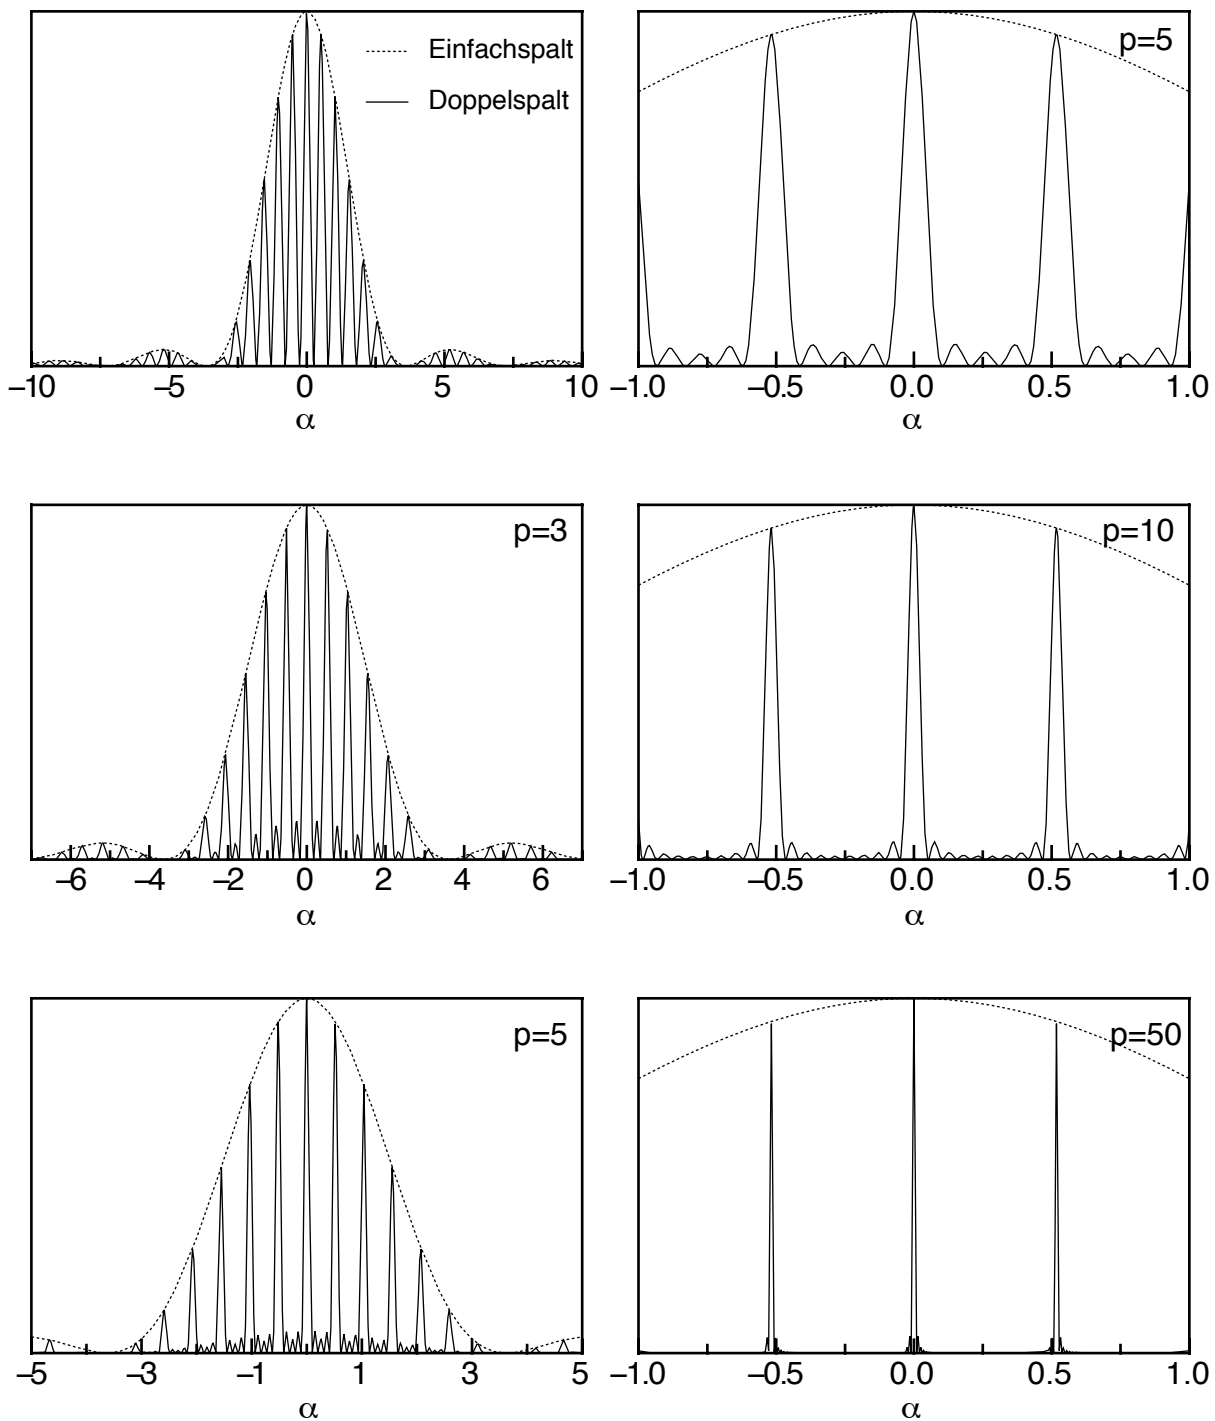 Einfachspalt
Doppelspalt
–10 –5 0 5 10
α
p=5
–1.0 –0.5 0.0 0.5 1.0
α
p=3
–6 –4 –2 0 2 4 6
α
p=10
–1.0 –0.5 0.0 0.5 1.0
α
p=5
–5 –3 –1 1 3 5
α
p=50
–1.0 –0.5 0.0 0.5 1.0
α